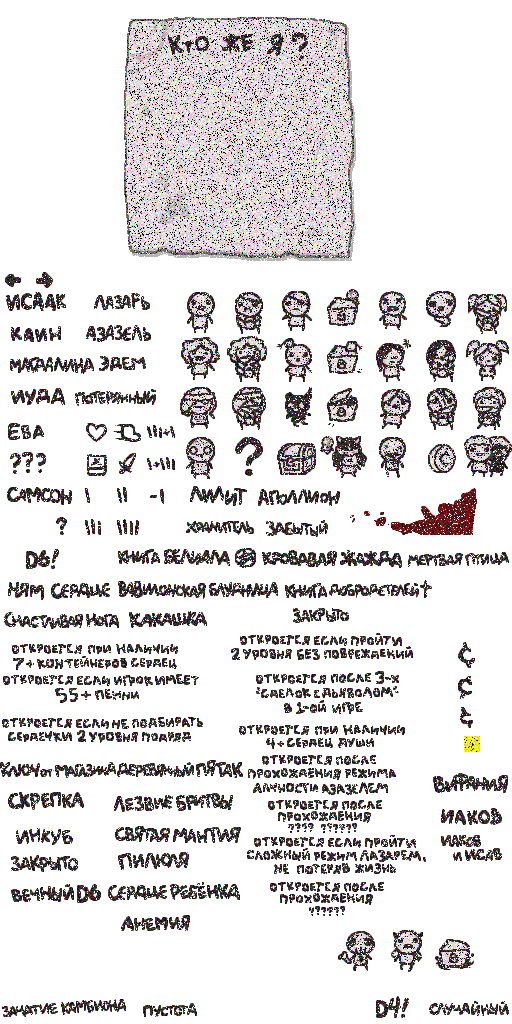 КТО ЖЕ Я?
ИСААК ЛАЗАРЬ
КАИН АЗАЗЕЛЬ
МАГДАЛИНА ЭДЕМ
ИУДА ПОТЕРЯННЫЙ
ЕВА
???
?
САМСОН ЛИЛИТ АПОЛЛИОН
? ХРАНИТЕЛЬ ЗАБЫТЫЙ
D6! КНИГА БЕЛИАЛА КРОВАВАЯ ЖАЖДА МЕРТВАЯ ПТИЦА
НЯМ СЕРДЦЕ ВАВИЛОНСКАЯ БЛУДНИЦА КНИГА ДОБРОДЕТЕЛЕЙ
СЧАСТЛИВАЯ НОГА КАКАШКА
ЗАКРЫТО
ОТКРОЕТСЯ ПРИ НАЛИЧИИ
7+ КОНТЕЙНЕРОВ СЕРДЕЦ
ОТКРОЕТСЯ ЕСЛИ ИГРОК ИМЕЕТ
55+ ПЕННИ
ОТКРОЕТСЯ ЕСЛИ НЕ ПОДБИРАТЬ
СЕРДЕЧКИ 2 УРОВНЯ ПОДРЯД
ОТКРОЕТСЯ ЕСЛИ ПРОЙТИ
2 УРОВНЯ БЕЗ ПОВРЕЖДЕНИЙ
ОТКРОЕТСЯ ПОСЛЕ 3-Х
"СДЕЛОК С ДЬЯВОЛОМ"
В 1-ОЙ ИГРЕ
ОТКРОЕТСЯ ПРИ НАЛИЧИИ
4+ СЕРДЕЦ ДУШИ
КЛЮЧ ОТ МАГАЗИНА ДЕРЕВЯННЫЙ ПЯТАК
СКРЕПКА ЛЕЗВИЕ БРИТВЫ
ИНКУБ СВЯТАЯ МАНТИЯ
ЗАКРЫТО ПИЛЮЛЯ
ВЕЧНЫЙ D6 СЕРДЦЕ РЕБЁНКА
АНЕМИЯ
ОТКРОЕТСЯ ПОСЛЕ
ПРОХОЖДЕНИЯ РЕЖИМА
АЛЧНОСТИ АЗАЗЕЛЕМ
ОТКРОЕТСЯ ПОСЛЕ
ПРОХОЖДЕНИЯ
???? ??????
ОТКРОЕТСЯ ЕСЛИ ПРОЙТИ
СЛОЖНЫЙ РЕЖИМ ЛАЗАРЕМ,
НЕ ПОТЕРЯВ ЖИЗНЬ
ОТКРОЕТСЯ ПОСЛЕ
ПРОХОЖДЕНИЯ
??????
ВИФАНИЯ
ИАКОВ
ИАКОВ
И ИСАВ
ЗАЧАТИЕ КАМБИОНА ПУСТОТА
D4! СЛУЧАЙНЫЙ